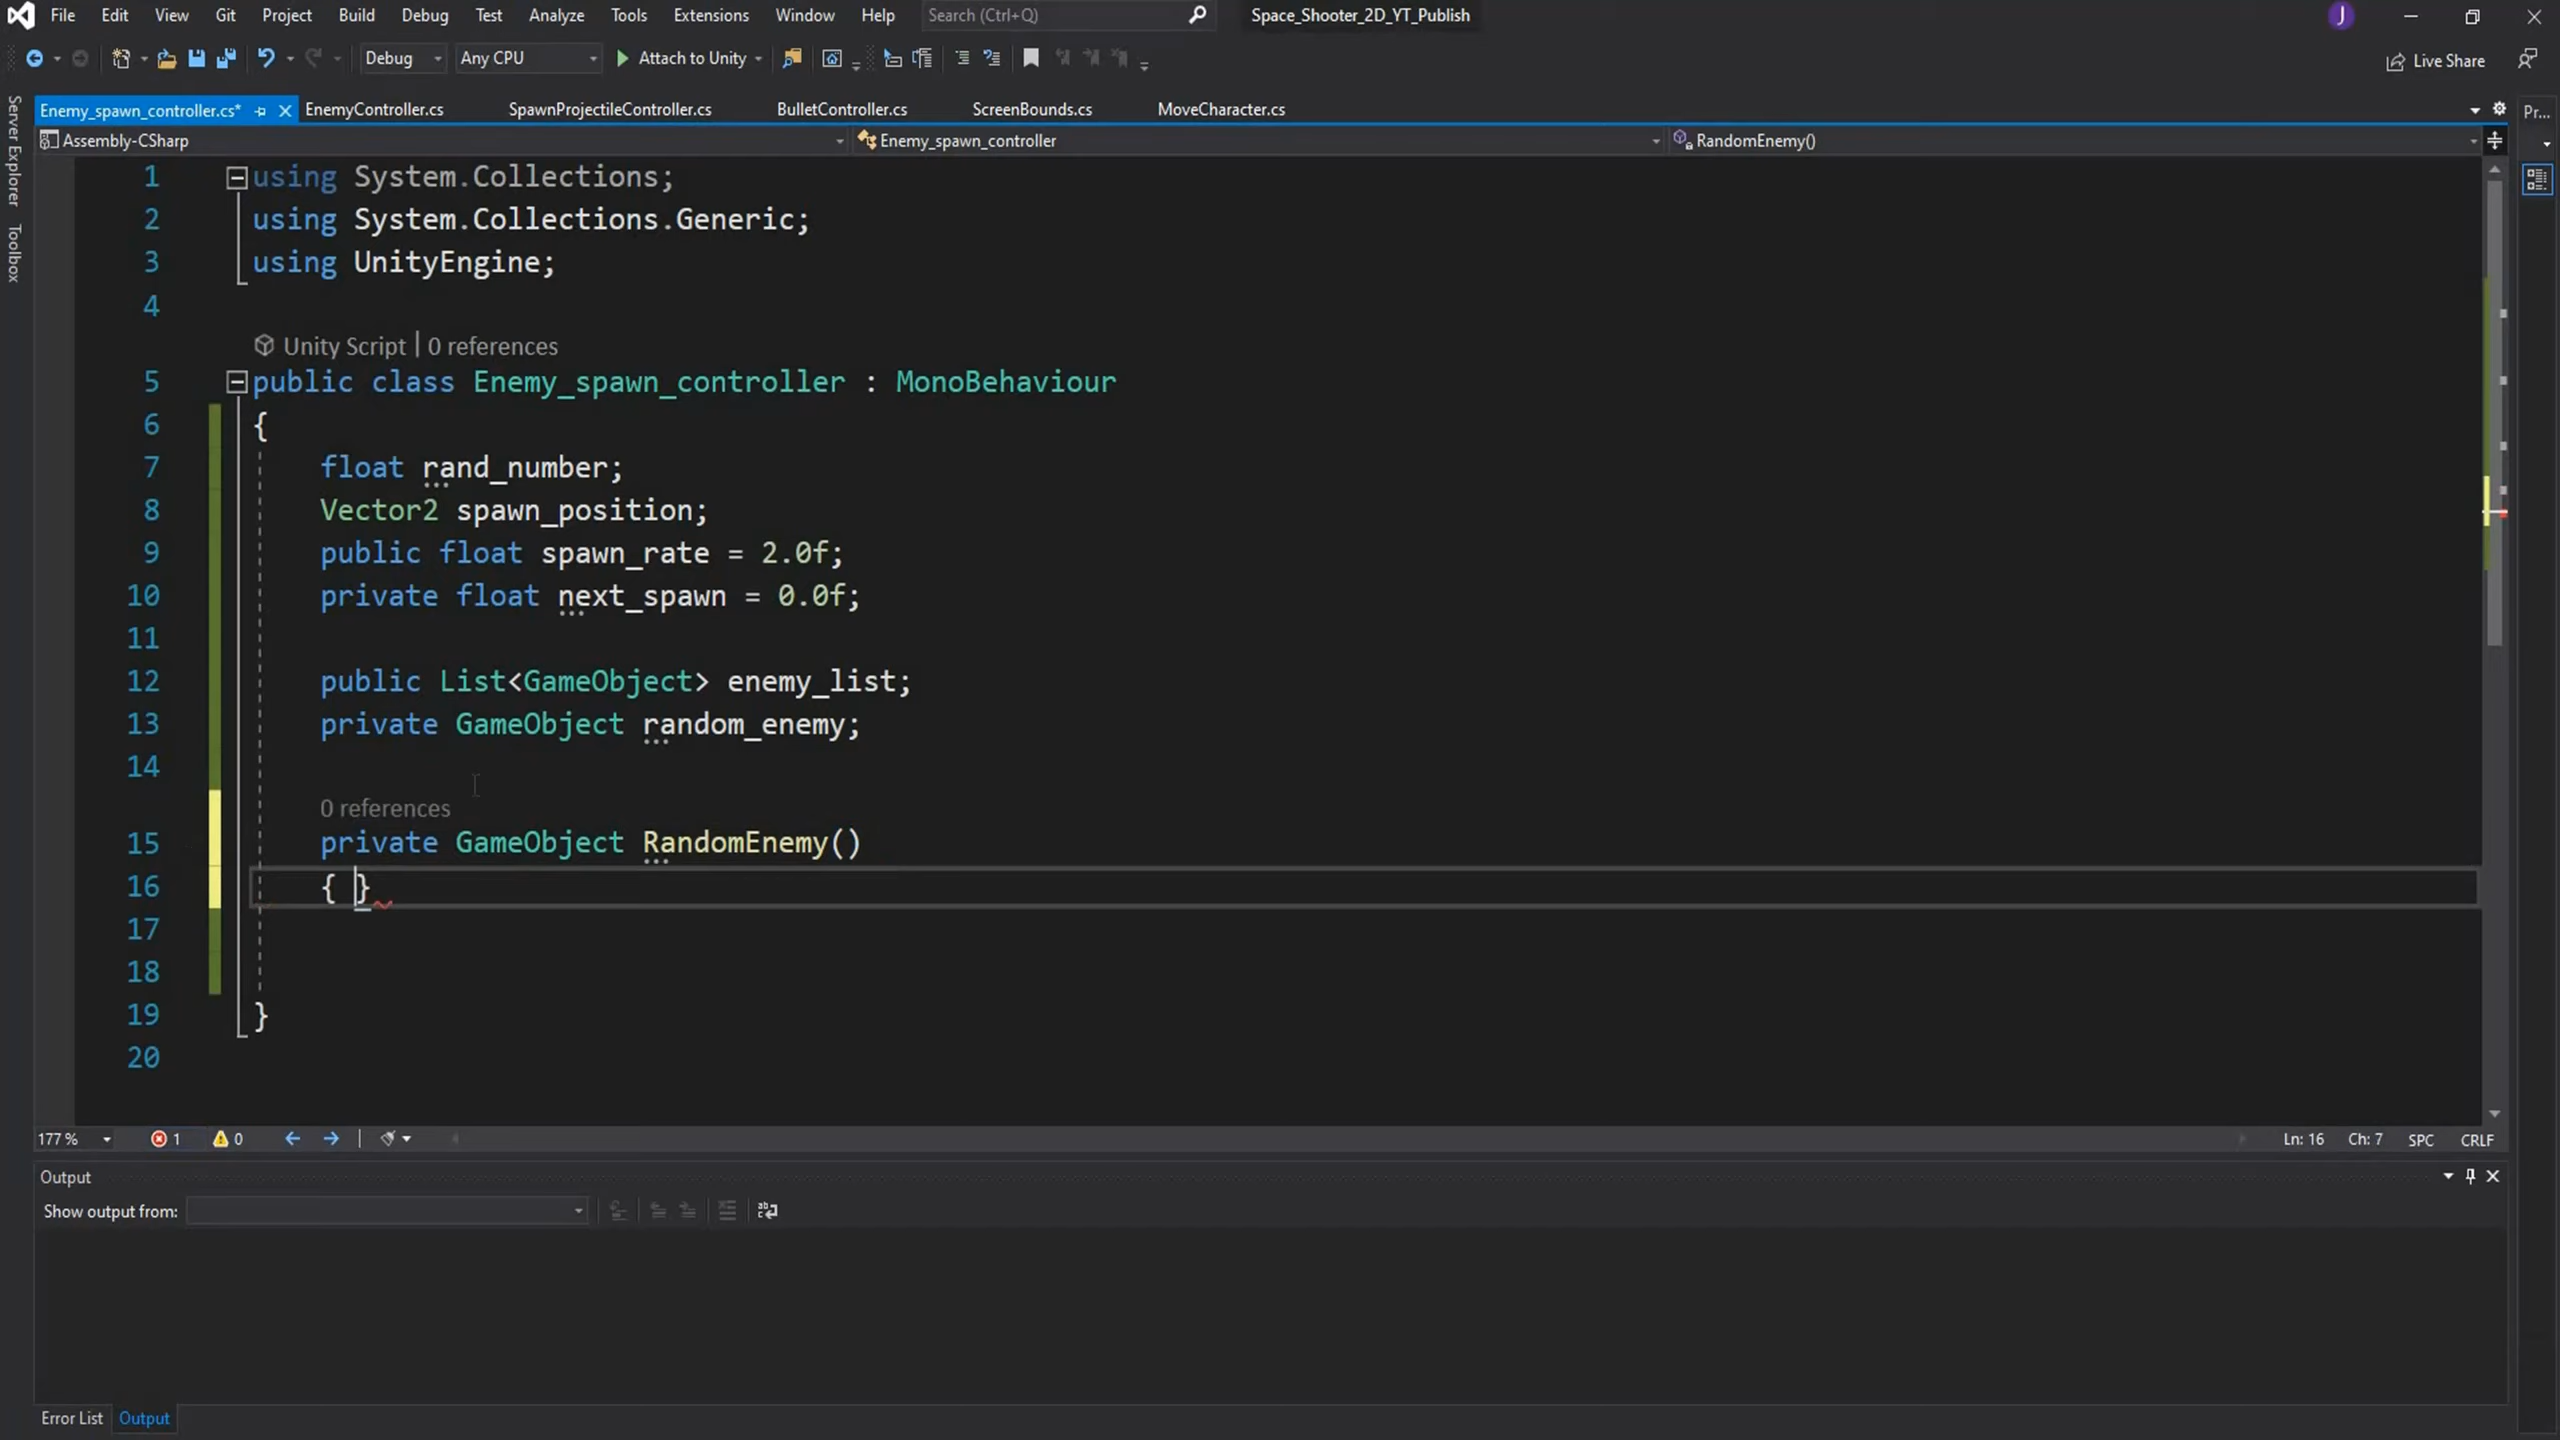 File Edit View Git Project Build Debug Test Analyze Tools Extensions Window Help Search (Ctrl+Q) Space_Shooter_2D_YT_Publish J
Debug Any CPU Attach to Unity Live Share
Server Explorer
Toolbox
Enemy_spawn_controller.cs* EnemyController.cs SpawnProjectileController.cs BulletController.cs ScreenBounds.cs MoveCharacter.cs Pr...
Assembly-CSharp Enemy_spawn_controller RandomEnemy()
1 using System.Collections;
2 using System.Collections.Generic;
3 using UnityEngine;
4
Unity Script | 0 references
5 public class Enemy_spawn_controller : MonoBehaviour
6 {
7 float rand_number;
8 Vector2 spawn_position;
9 public float spawn_rate = 2.0f;
10 private float next_spawn = 0.0f;
11
12 public List<GameObject> enemy_list;
13 private GameObject random_enemy;
14
0 references
15 private GameObject RandomEnemy()
16 { }
17
18
19 }
20
177 % 1 0 Ln: 16 Ch: 7 SPC CRLF
Output
Show output from:
Error List Output